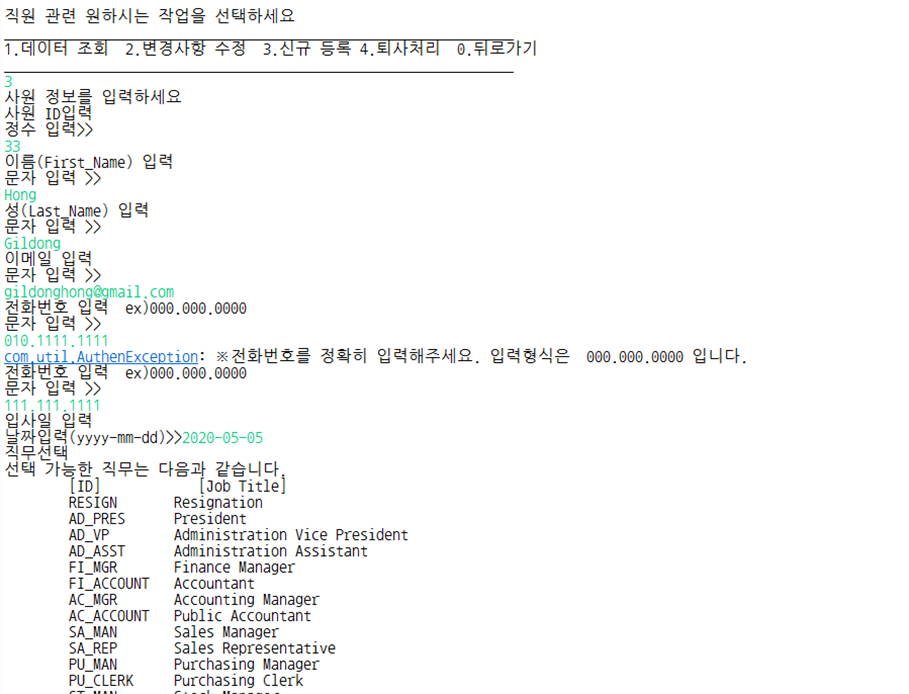 직원 관련 원하시는 작업을 선택하세요
1.데이터 조회  2.변경사항 수정  3.신규 등록 4.퇴사처리  0.뒤로가기
3
사원 정보를 입력하세요
사원 ID입력
정수 입력>>
33
이름(First_Name) 입력
문자 입력 >>
Hong
성(Last_Name) 입력
문자 입력 >>
Gildong
이메일 입력
문자 입력 >>
gildonghong@gmail.com
전화번호 입력  ex)000.000.0000
문자 입력 >>
010.1111.1111
com.util.AuthenException: ※전화번호를 정확히 입력해주세요. 입력형식은  000.000.0000 입니다.
전화번호 입력  ex)000.000.0000
문자 입력 >>
111.111.1111
입사일 입력
날짜입력(yyyy-mm-dd)>>2020-05-05
직무선택
선택 가능한 직무는 다음과 같습니다.
[ID] [Job Title]
RESIGN Resignation
AD_PRES President
AD_VP Administration Vice President
AD_ASST Administration Assistant
FI_MGR Finance Manager
FI_ACCOUNT Accountant
AC_MGR Accounting Manager
AC_ACCOUNT Public Accountant
SA_MAN Sales Manager
SA_REP Sales Representative
PU_MAN Purchasing Manager
PU_CLERK Purchasing Clerk